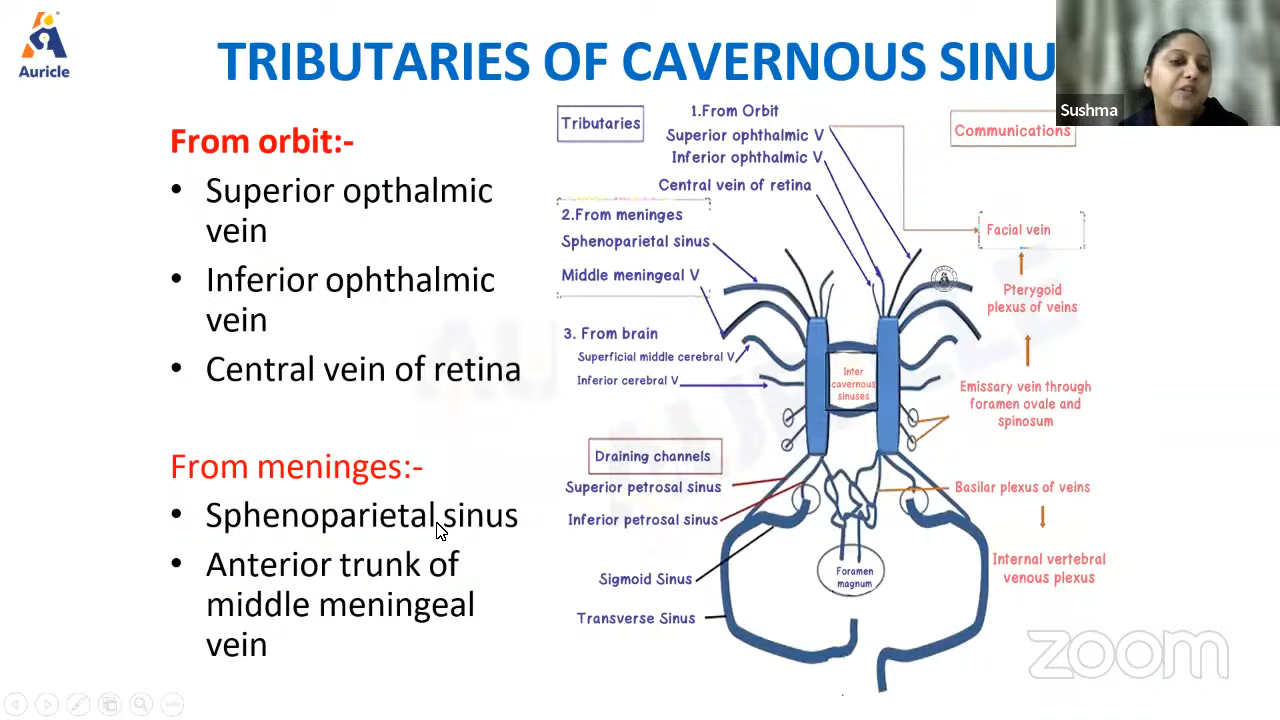 Auricle
TRIBUTARIES OF CAVERNOUS SINU
Sushma
From orbit:-
• Superior opthalmic
vein
• Inferior ophthalmic
vein
• Central vein of retina
From meninges:-
• Sphenoparietal sinus
• Anterior trunk of
middle meningeal
vein
Tributaries
1.From Orbit
Superior ophthalmic V
Inferior ophthalmic V
Central vein of retina
2.From meninges
Sphenoparietal sinus
Middle meningeal V
3. From brain
Superficial middle cerebral V
Inferior cerebral V
Inter
cavernous
sinuses
Draining channels
Superior petrosal sinus
Inferior petrosal sinus
Sigmoid Sinus
Transverse Sinus
Foramen
magnum
Communications
Facial vein
Pterygoid
plexus of veins
Emissary vein through
foramen ovale and
spinosum
Basilar plexus of veins
Internal vertebral
venous plexus
zoom